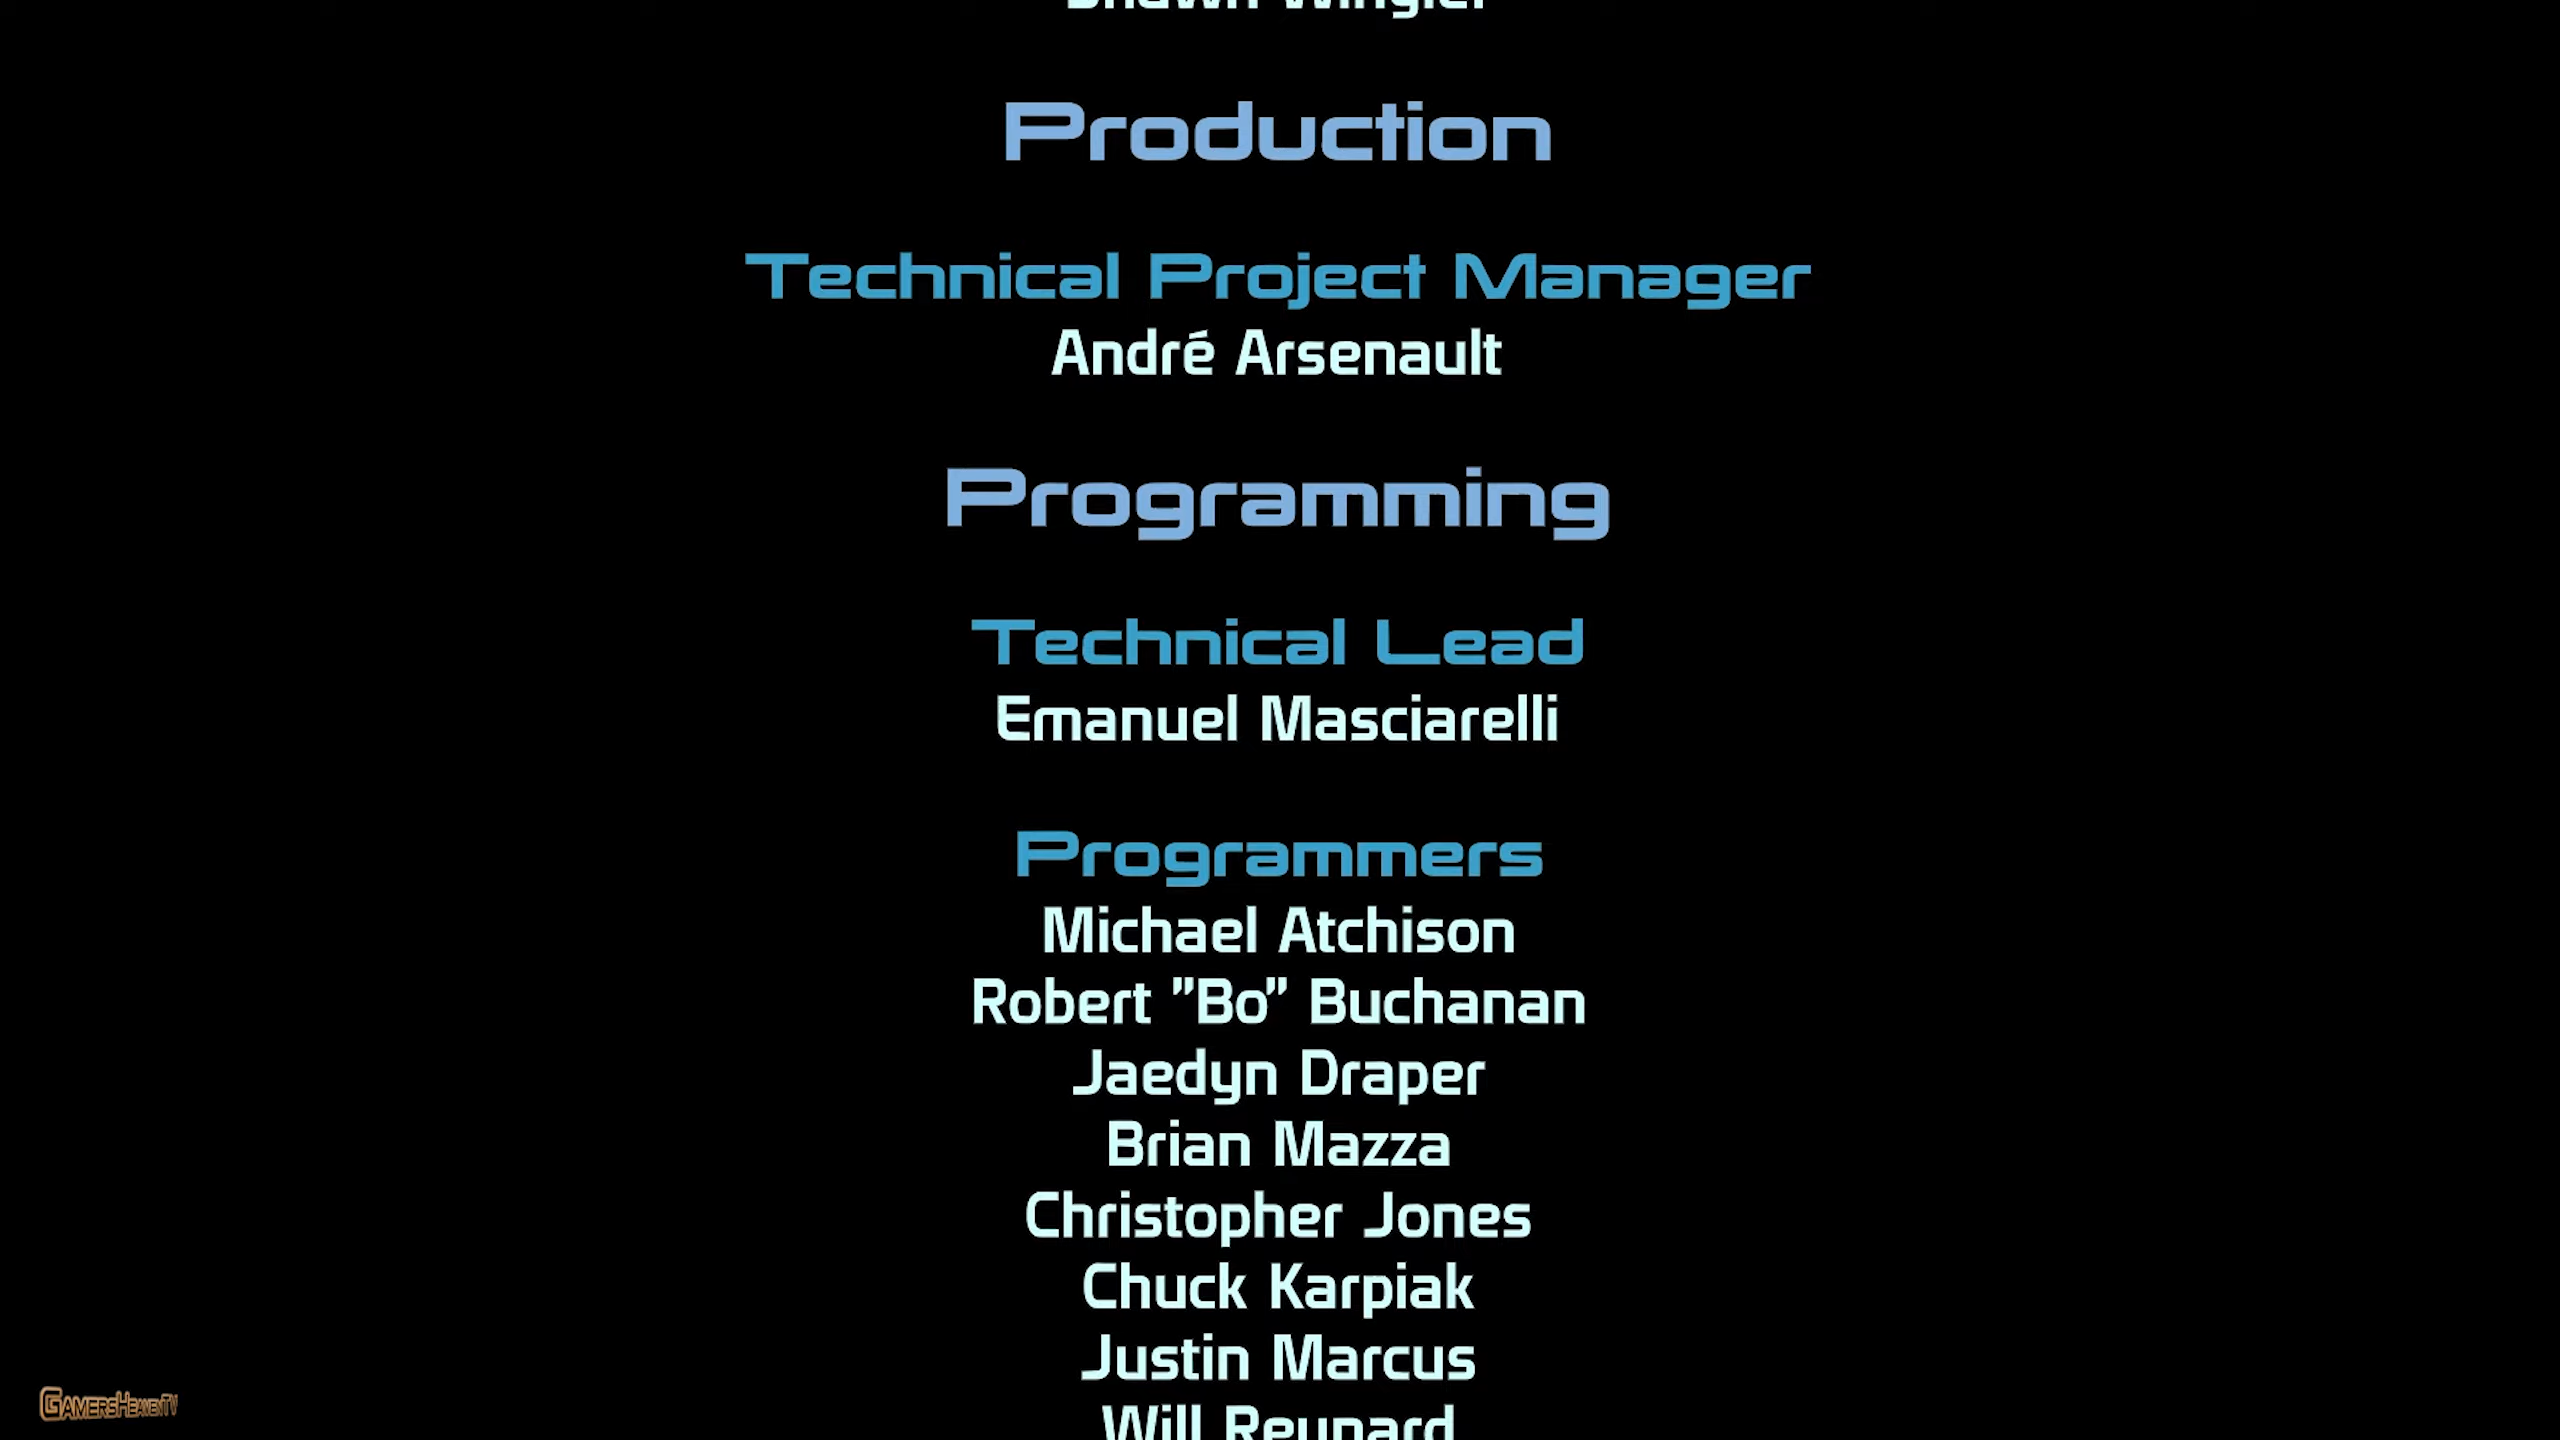 Production
Technical Project Manager
André Arsenault
Programming
Technical Lead
Emanuel Masciarelli
Programmers
Michael Atchison
Robert "Bo" Buchanan
Jaedyn Draper
Brian Mazza
Christopher Jones
Chuck Karpiak
Justin Marcus
Will Reynard
GamersHeavenTV